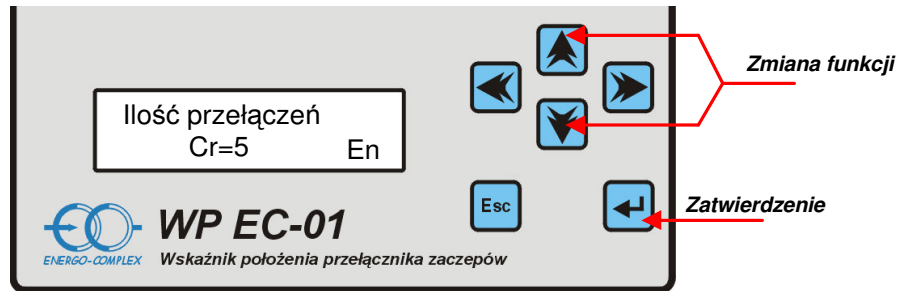 Zmiana funkcji
Ilość przełączeń
Cr=5 En
Esc
Zatwierdzenie
WP EC-01
ENERGO-COMPLEX
Wskaźnik położenia przełącznika zaczepów